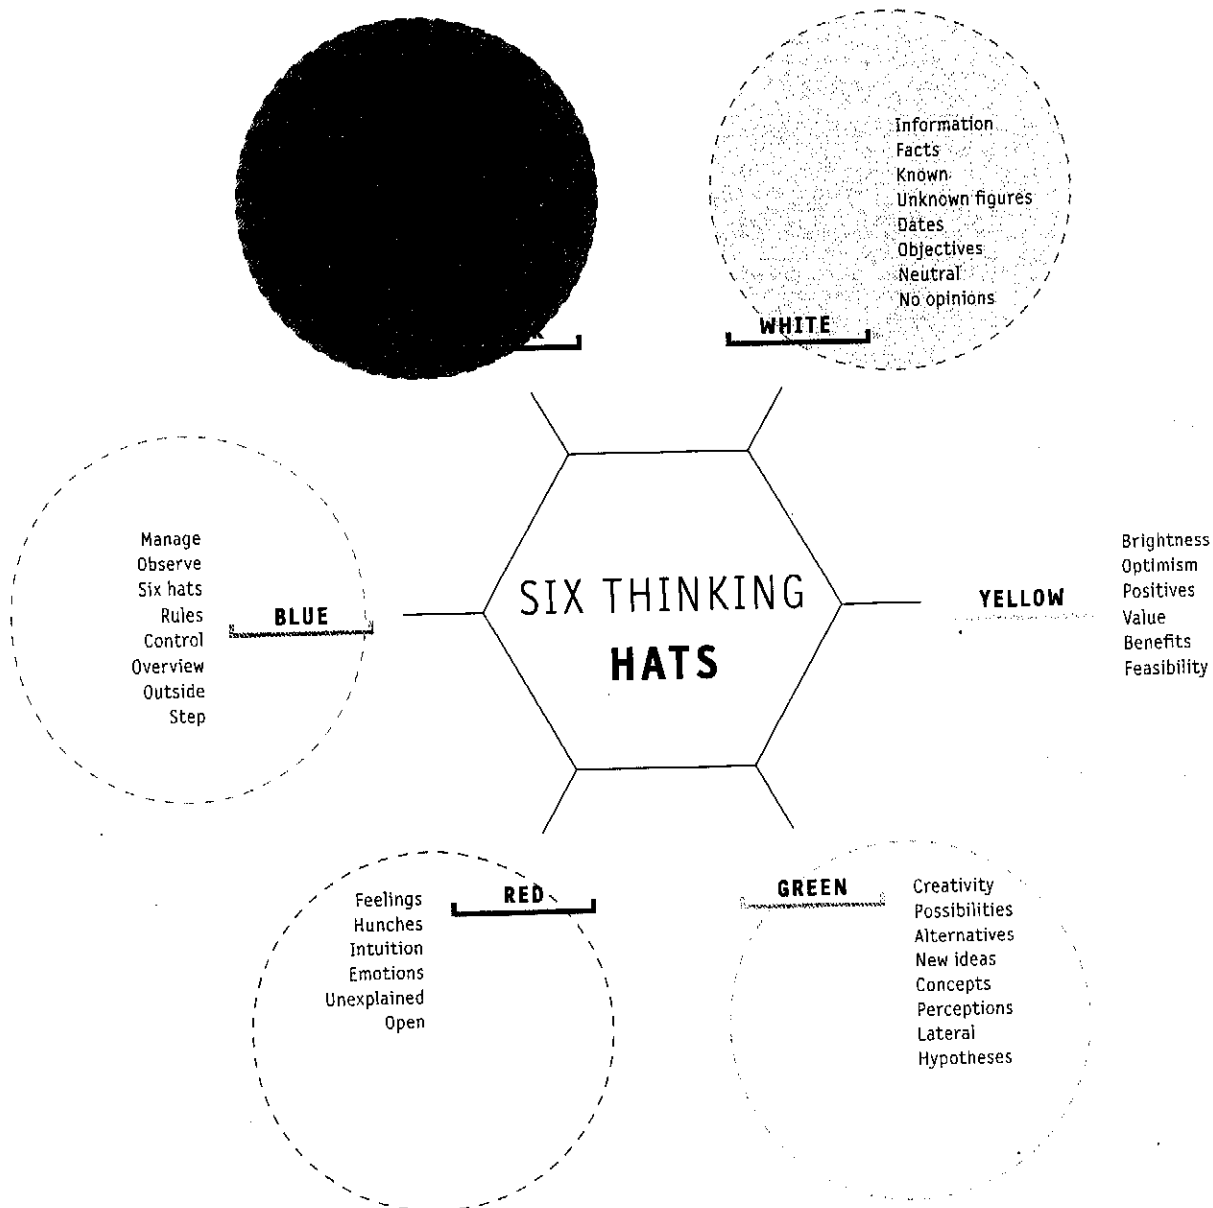 Information
Facts
Known
Unknown figures
Dates
Objectives
Neutral
No opinions
WHITE
Manage
Observe
Six hats
Rules
Control
Overview
Outside
Step
BLUE
SIX THINKING
HATS
YELLOW
Brightness
Optimism
Positives
Value
Benefits
Feasibility
Feelings
Hunches
Intuition
Emotions
Unexplained
Open
RED
GREEN
Creativity
Possibilities
Alternatives
New ideas
Concepts
Perceptions
Lateral
Hypotheses